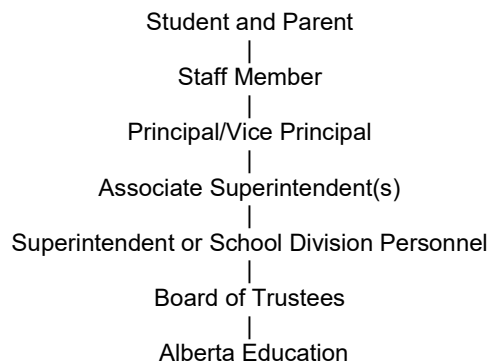 Student and Parent
|
Staff Member
|
Principal/Vice Principal
|
Associate Superintendent(s)
|
Superintendent or School Division Personnel
|
Board of Trustees
|
Alberta Education